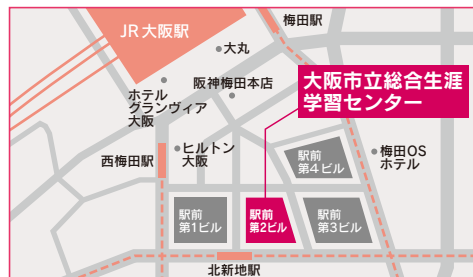 梅田駅
JR大阪駅
大丸
阪神梅田本店
ホテル
グランヴィア
大阪
大阪市立総合生涯
学習センター
西梅田駅
ヒルトン
大阪
駅前
第4ビル
梅田OS
ホテル
駅前
第1ビル
駅前
第2ビル
駅前
第3ビル
北新地駅